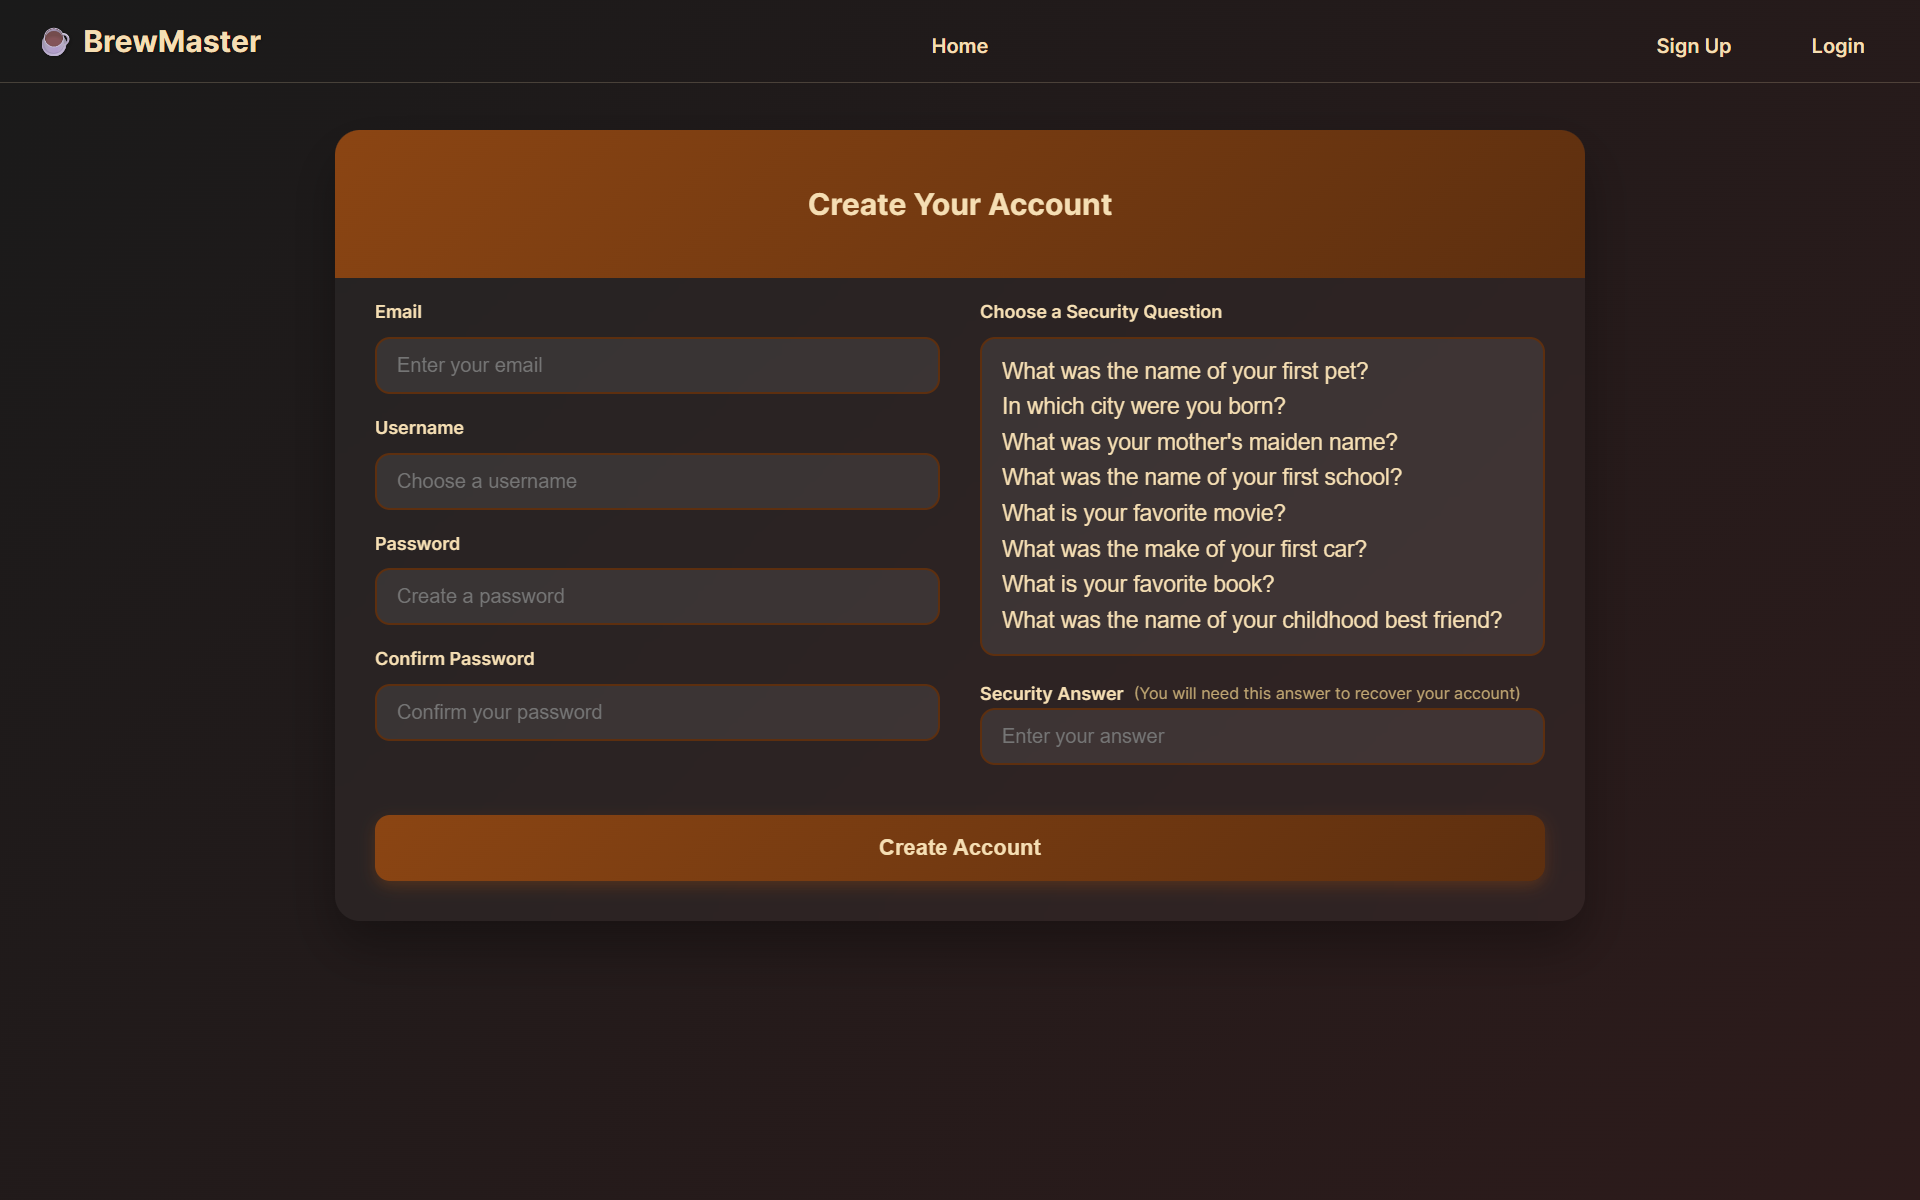 BrewMaster
Home
Sign Up
Login
Create Your Account
Email
Enter your email
Username
Choose a username
Password
Create a password
Confirm Password
Confirm your password
Choose a Security Question
What was the name of your first pet?
In which city were you born?
What was your mother's maiden name?
What was the name of your first school?
What is your favorite movie?
What was the make of your first car?
What is your favorite book?
What was the name of your childhood best friend?
Security Answer (You will need this answer to recover your account)
Enter your answer
Create Account